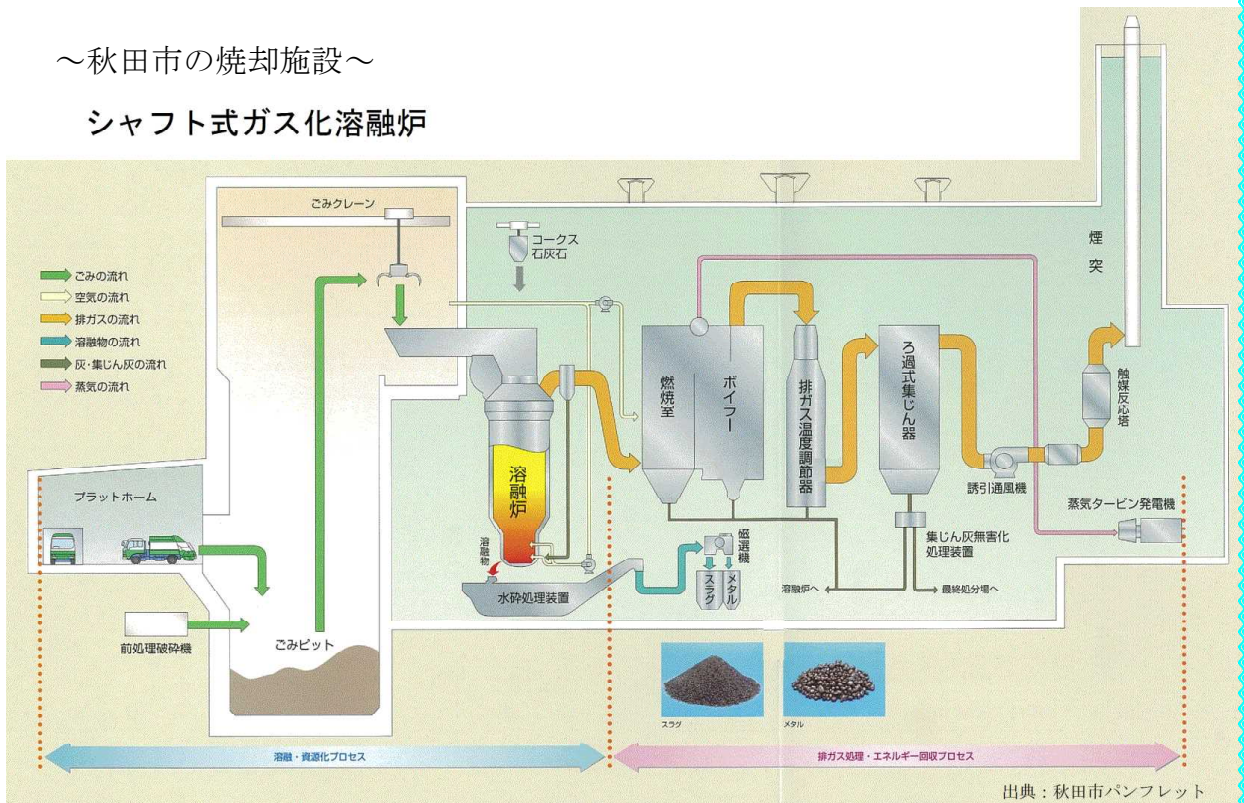 ～秋田市の焼却施設～
シャフト式ガス化溶融炉
ごみクレーン
コークス
石灰石
煙突
ごみの流れ
空気の流れ
排ガスの流れ
溶融物の流れ
灰・集じん灰の流れ
蒸気の流れ
燃焼室
ボイラー
排ガス温度調節器
ろ過式集じん器
触媒反応塔
プラットホーム
溶融炉
誘引通風機
蒸気タービン発電機
溶融物
磁選機
集じん灰無害化
処理装置
水砕処理装置
スラグ
メタル
溶融炉へ
最終処分場へ
前処理破砕機
ごみピット
スラグ
メタル
溶融・資源化プロセス
排ガス処理・エネルギー回収プロセス
出典：秋田市パンフレット